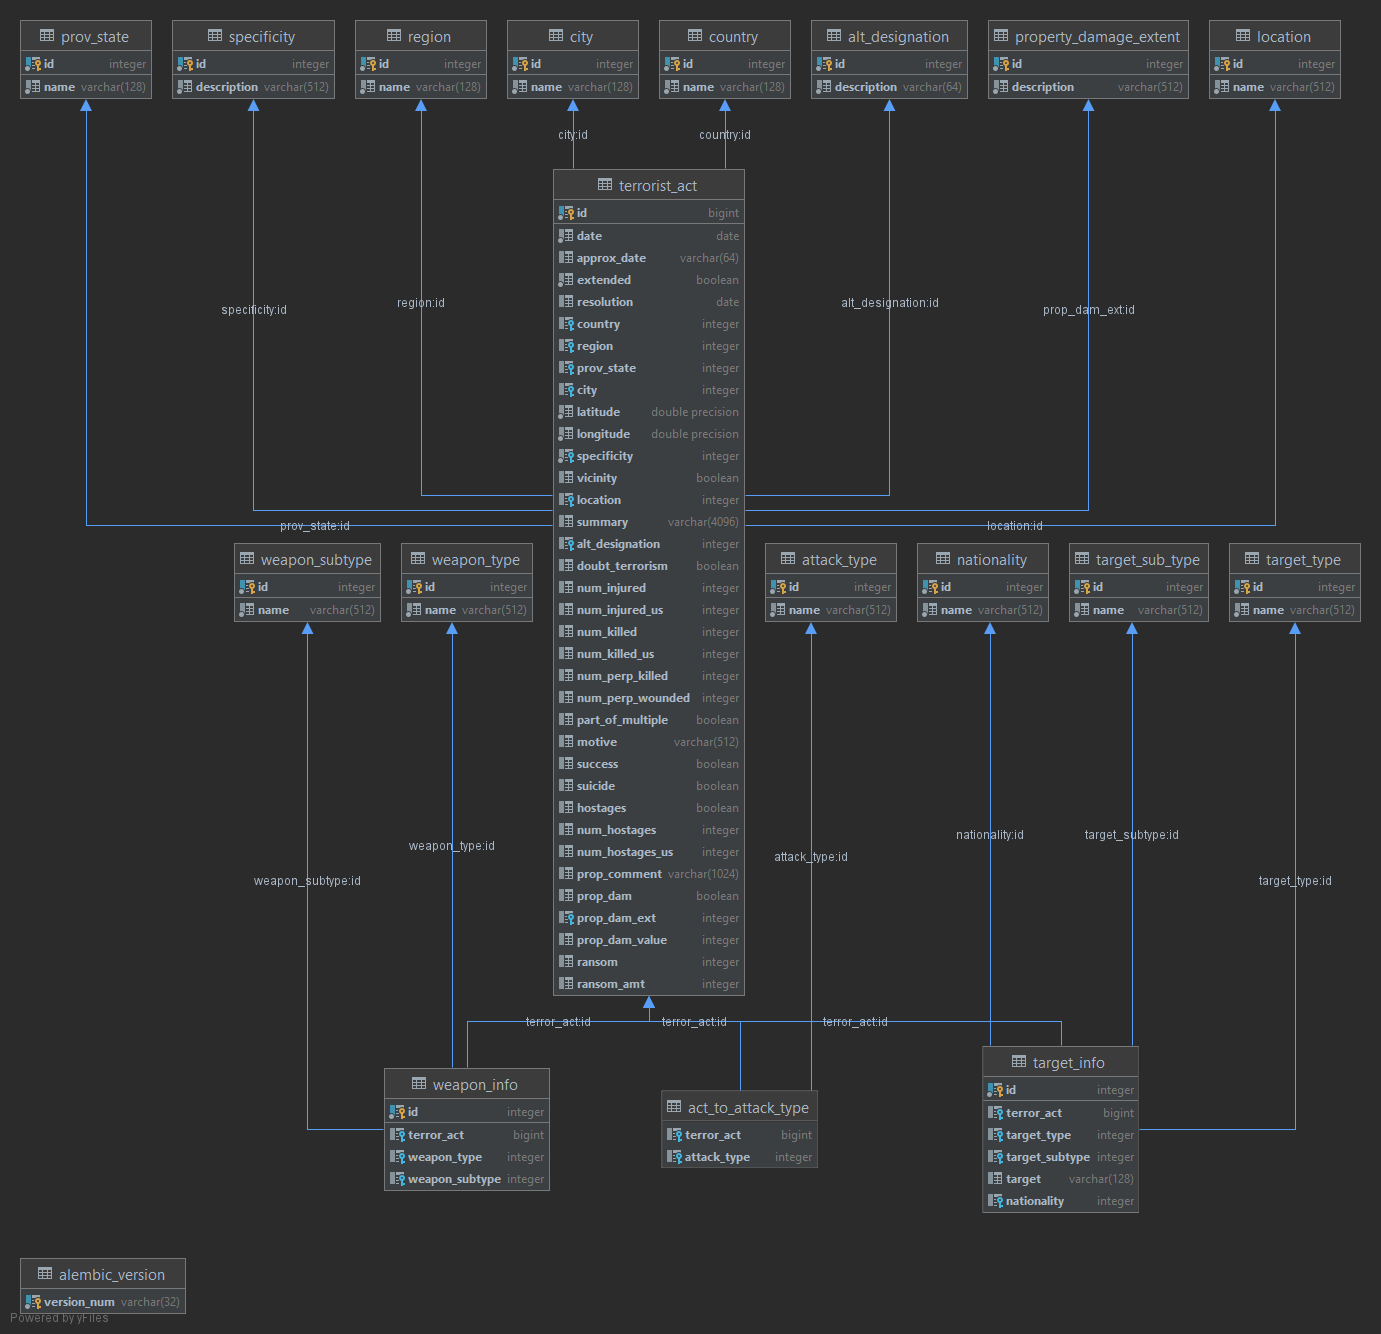 prov_state
id integer
name varchar(128)
specificity
id integer
description varchar(512)
region
id integer
name varchar(128)
city
id integer
name varchar(128)
country
id integer
name varchar(128)
alt_designation
id integer
description varchar(64)
property_damage_extent
id integer
description varchar(512)
location
id integer
name varchar(512)
city:id
country:id
terrorist_act
id bigint
date date
approx_date varchar(64)
extended boolean
resolution date
country integer
region integer
prov_state integer
city integer
latitude double precision
longitude double precision
specificity integer
vicinity boolean
location integer
summary varchar(4096)
alt_designation integer
doubt_terrorism boolean
num_injured integer
num_injured_us integer
num_killed integer
num_killed_us integer
num_perp_killed integer
num_perp_wounded integer
part_of_multiple boolean
motive varchar(512)
success boolean
suicide boolean
hostages boolean
num_hostages integer
num_hostages_us integer
prop_comment varchar(1024)
prop_dam boolean
prop_dam_ext integer
prop_dam_value integer
ransom integer
ransom_amt integer
specificity:id
region:id
alt_designation:id
prop_dam_ext:id
prov_state:id
location:id
weapon_subtype
id integer
name varchar(512)
weapon_type
id integer
name varchar(512)
attack_type
id integer
name varchar(512)
nationality
id integer
name varchar(512)
target_sub_type
id integer
name varchar(512)
target_type
id integer
name varchar(512)
weapon_subtype:id
weapon_type:id
attack_type:id
nationality:id
target_subtype:id
target_type:id
terror_act:id
terror_act:id
terror_act:id
weapon_info
id integer
terror_act bigint
weapon_type integer
weapon_subtype integer
act_to_attack_type
terror_act bigint
attack_type integer
target_info
id integer
terror_act bigint
target_type integer
target_subtype integer
target varchar(128)
nationality integer
alembic_version
version_num varchar(32)
Powered by yFiles